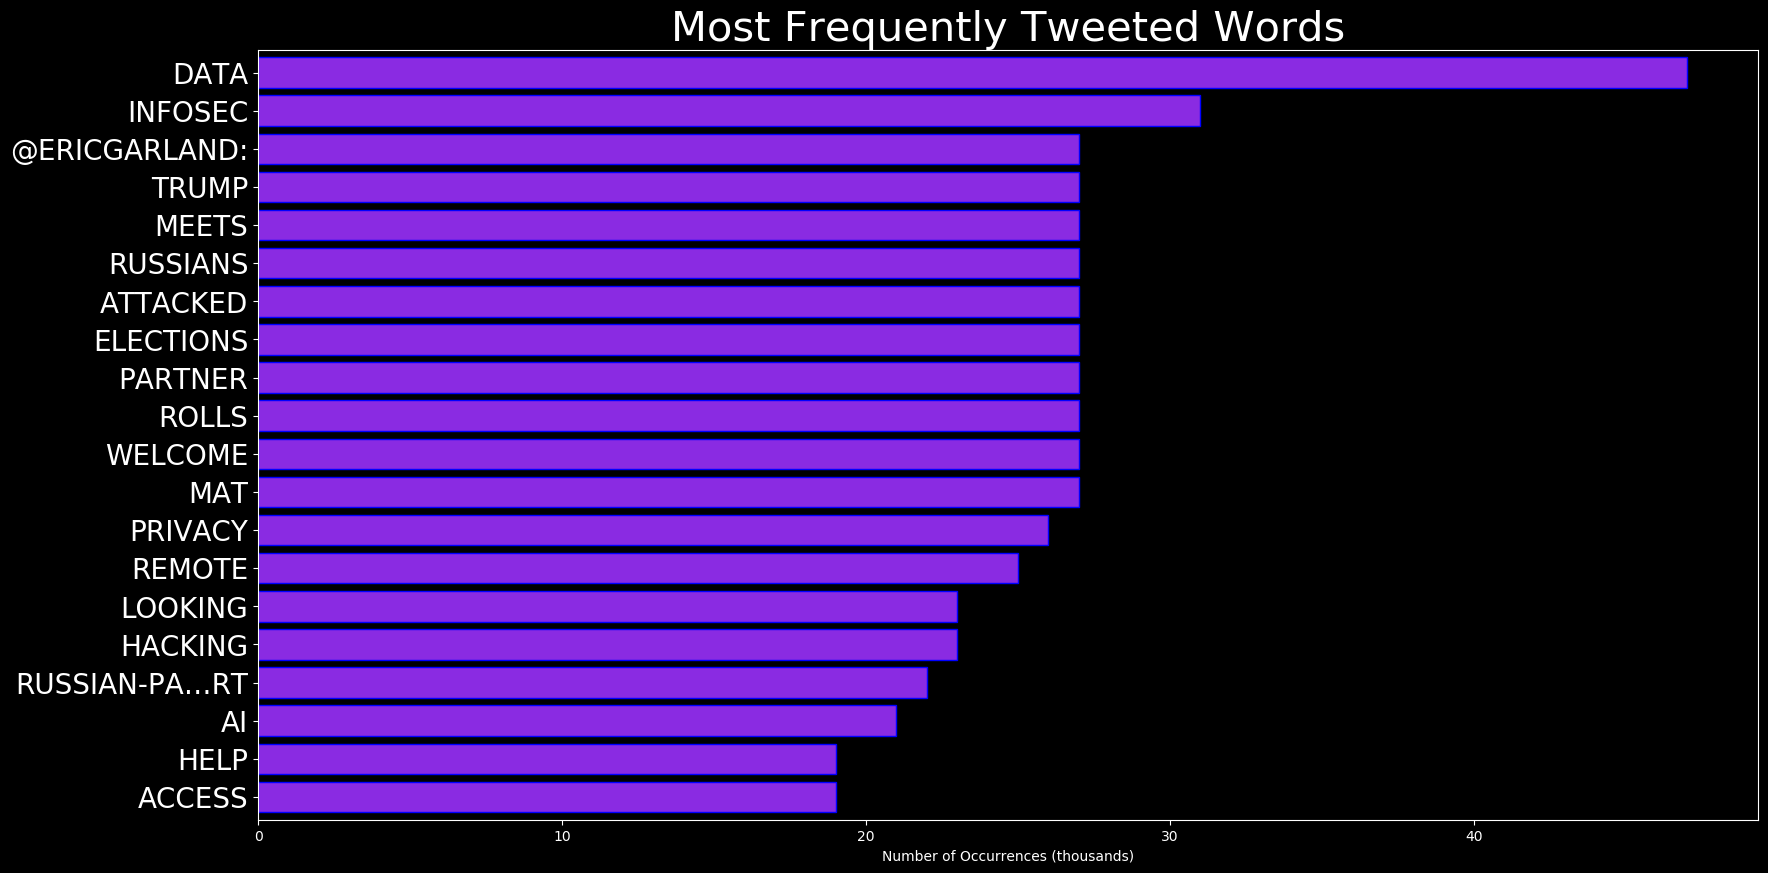 Most Frequently Tweeted Words
DATA
INFOSEC
@ERICGARLAND:
TRUMP
MEETS
RUSSIANS
ATTACKED
ELECTIONS
PARTNER
ROLLS
WELCOME
MAT
PRIVACY
REMOTE
LOOKING
HACKING
RUSSIAN-PA…RT
AI
HELP
ACCESS
0 10 20 30 40
Number of Occurrences (thousands)